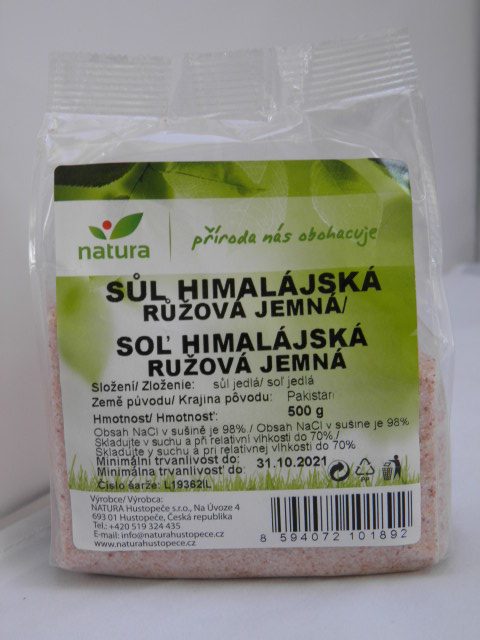 natura
příroda nás obohacuje
SŮL HIMALÁJSKÁ
RŮŽOVÁ JEMNÁ/
SOĽ HIMALÁJSKÁ
RUŽOVÁ JEMNÁ
Složení/ Zloženie: sůl jedlá/ soľ jedlá
Země původu/ Krajina pôvodu: Pakistan
Hmotnost/ Hmotnosť: 500 g
Obsah NaCl v sušině je 98% / Obsah NaCl v sušine je 98%
Skladujte v suchu a při relativní vlhkosti do 70% /
Skladujte v suchu a pri relatívnej vlhkosti do 70%
Minimální trvanlivost do: 31.10.2021
Minimálna trvanlivosť do:
Číslo šarže: L19362IL
PP
Výrobce/ Výrobca:
NATURA Hustopeče s.r.o., Na Úvoze 4
693 01 Hustopeče, Česká republika
Tel.: +420 519 324 435
E-mail: info@naturahustopece.cz
www.naturahustopece.cz
8 594072 101892